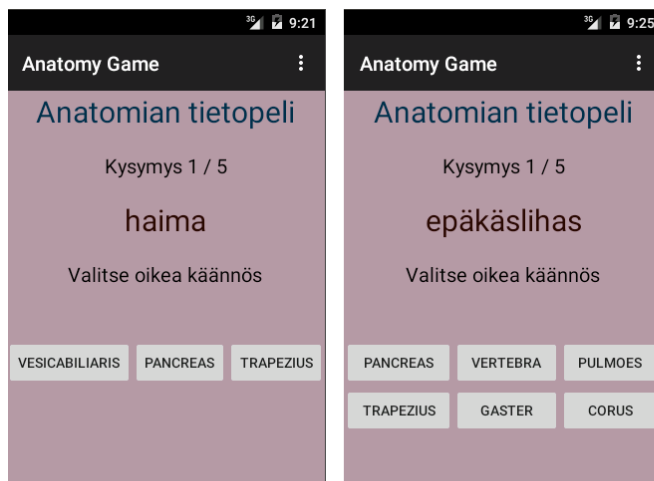 3G 9:21
Anatomy Game
Anatomian tietopeli
Kysymys 1 / 5
haima
Valitse oikea käännös
VESICABILIARIS PANCREAS TRAPEZIUS
3G 9:25
Anatomy Game
Anatomian tietopeli
Kysymys 1 / 5
epäkäslihas
Valitse oikea käännös
PANCREAS VERTEBRA PULMOES
TRAPEZIUS GASTER CORUS